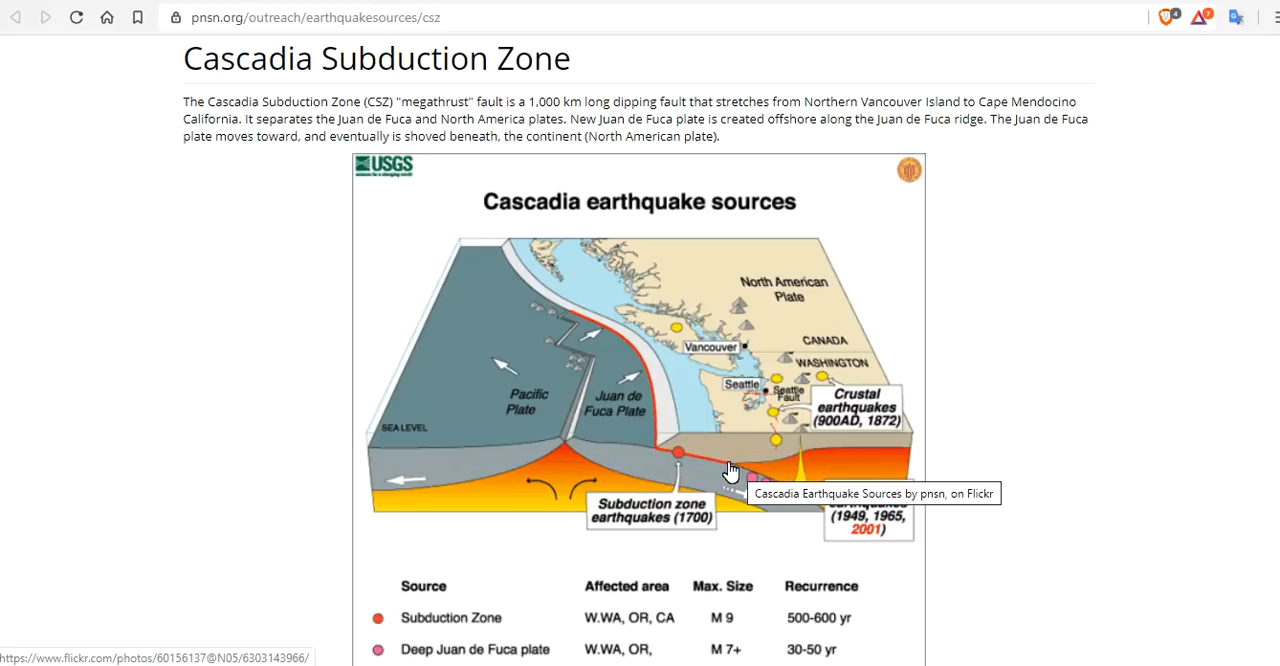 pnsn.org/outreach/earthquakesources/csz
4
7
Cascadia Subduction Zone
The Cascadia Subduction Zone (CSZ) "megathrust" fault is a 1,000 km long dipping fault that stretches from Northern Vancouver Island to Cape Mendocino
California. It separates the Juan de Fuca and North America plates. New Juan de Fuca plate is created offshore along the Juan de Fuca ridge. The Juan de Fuca
plate moves toward, and eventually is shoved beneath, the continent (North American plate).
USGS
Cascadia earthquake sources
North American
Plate
CANADA
Vancouver
WASHINGTON
Seattle
Seattle
Fault
Pacific
Plate
Juan de
Fuca Plate
Crustal
earthquakes
(900AD, 1872)
SEA LEVEL
Cascadia Earthquake Sources by pnsn, on Flickr
Subduction zone
earthquakes (1700)
(1949, 1965,
2001)
Source Affected area Max. Size Recurrence
Subduction Zone W.WA, OR, CA M 9 500-600 yr
Deep Juan de Fuca plate W.WA, OR, M 7+ 30-50 yr
https://www.flickr.com/photos/60156137@N05/6303143966/